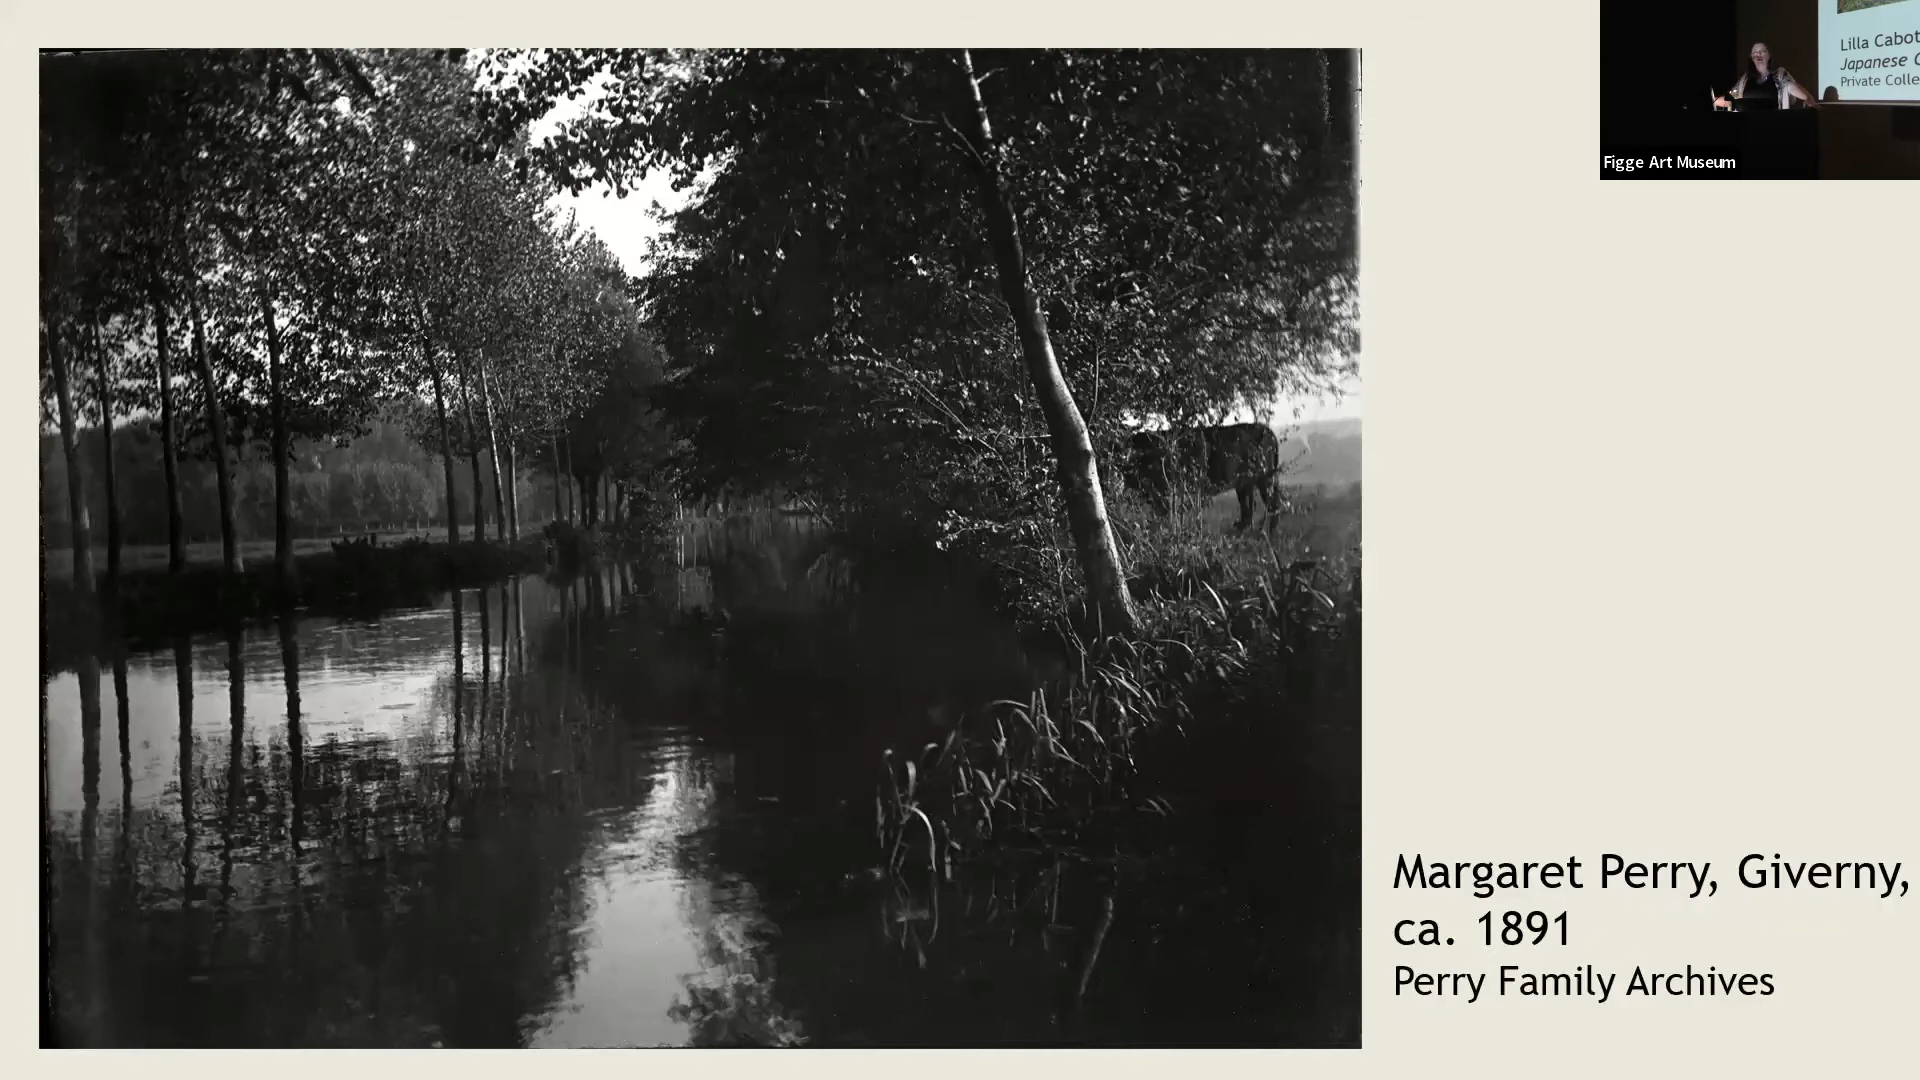 Lilla Cabot
Japanese
Private Colle
Figge Art Museum
Margaret Perry, Giverny,
ca. 1891
Perry Family Archives